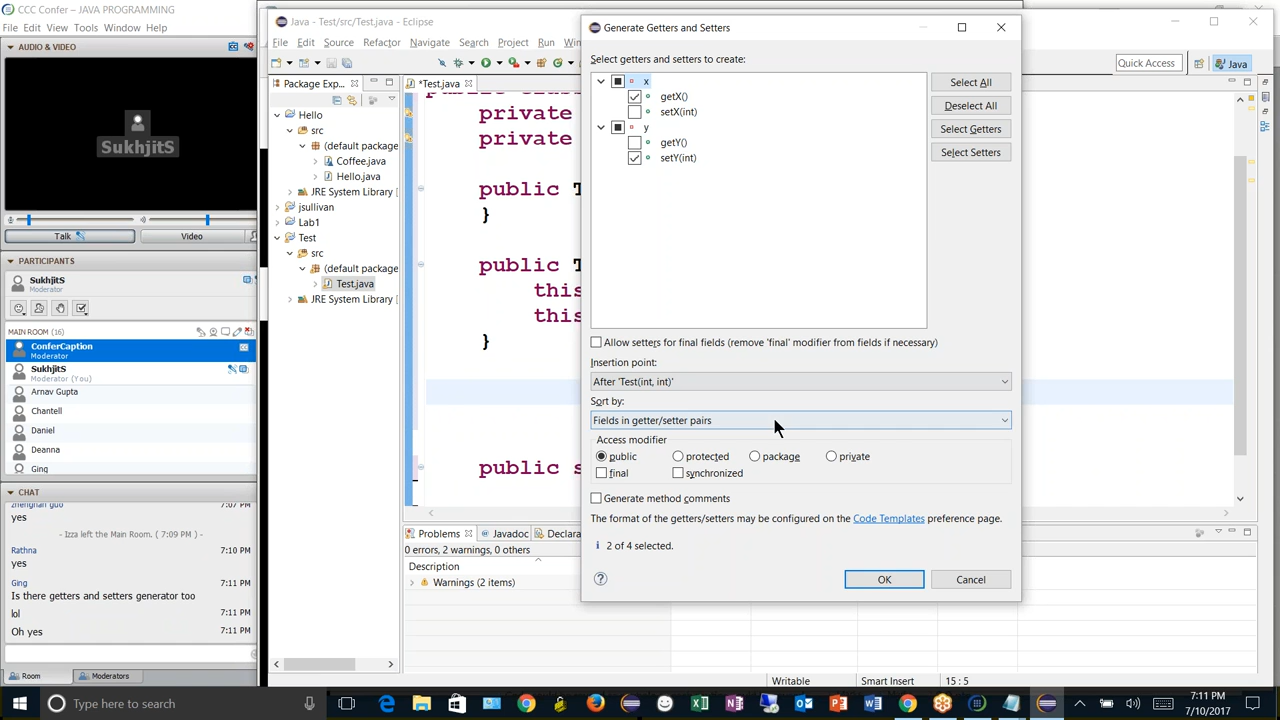 CCC Confer – JAVA PROGRAMMING
File Edit View Tools Window Help
AUDIO & VIDEO
SukhjitS
Talk
Video
PARTICIPANTS
SukhjitS
Moderator
MAIN ROOM (16)
ConferCaption
Moderator
SukhjitS
Moderator (You)
Arnav Gupta
Chantell
Daniel
Deanna
Ging
CHAT
zhenghan guo 7:07 PM
yes
- Izza left the Main Room. ( 7:09 PM ) -
Rathna 7:10 PM
yes
Ging 7:11 PM
Is there getters and setters generator too
lol 7:11 PM
Oh yes 7:11 PM
Room
Moderators
Java - Test/src/Test.java - Eclipse
File Edit Source Refactor Navigate Search Project Run Win
Quick Access
Java
Package Exp...
Hello
src
(default package
Coffee.java
Hello.java
JRE System Library [
jsullivan
Lab1
Test
src
(default package
Test.java
JRE System Library [
*Test.java
private
private
public T
}
public T
this
this
}
public s
Problems @ Javadoc Declara
0 errors, 2 warnings, 0 others
Description
Warnings (2 items)
Writable
Smart Insert
15 : 5
Generate Getters and Setters
Select getters and setters to create:
x
getX()
setX(int)
y
getY()
setY(int)
Select All
Deselect All
Select Getters
Select Setters
Allow setters for final fields (remove 'final' modifier from fields if necessary)
Insertion point:
After 'Test(int, int)'
Sort by:
Fields in getter/setter pairs
Access modifier
public protected package private
final synchronized
Generate method comments
The format of the getters/setters may be configured on the Code Templates preference page.
i 2 of 4 selected.
?
OK
Cancel
Type here to search
7:11 PM
7/10/2017